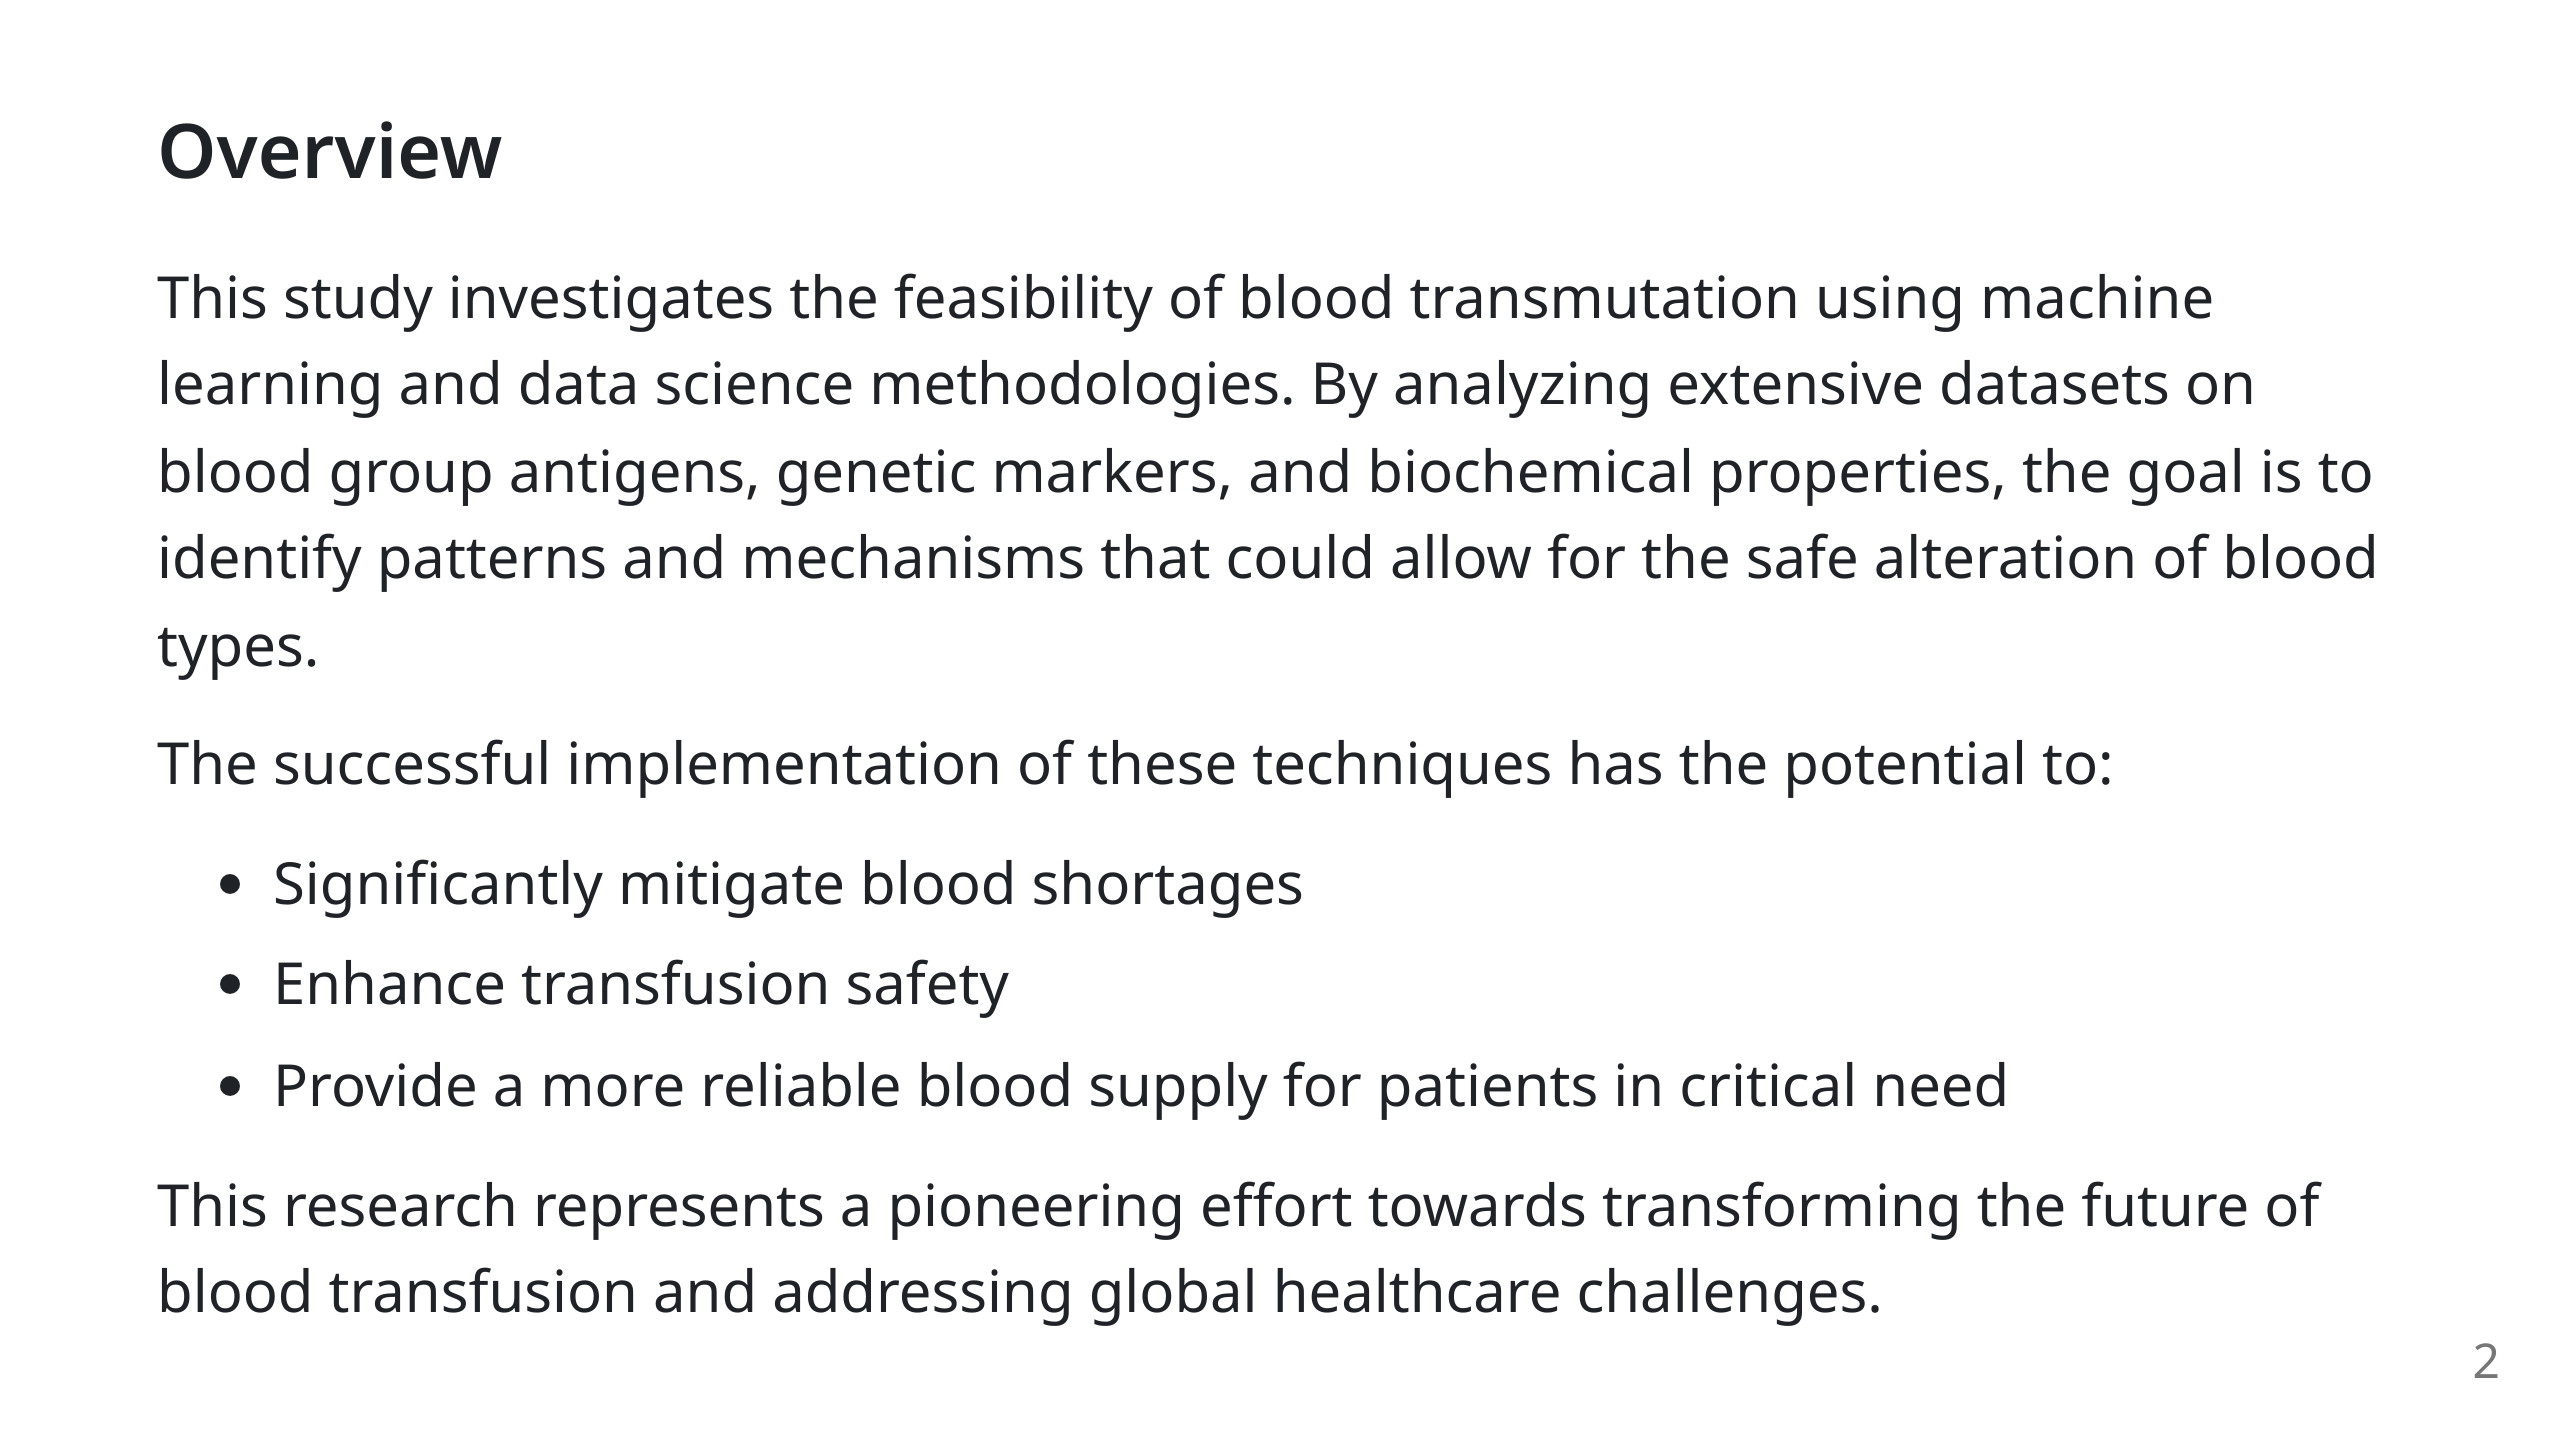 Overview
This study investigates the feasibility of blood transmutation using machine
learning and data science methodologies. By analyzing extensive datasets on
blood group antigens, genetic markers, and biochemical properties, the goal is to
identify patterns and mechanisms that could allow for the safe alteration of blood
types.
The successful implementation of these techniques has the potential to:
• Significantly mitigate blood shortages
• Enhance transfusion safety
• Provide a more reliable blood supply for patients in critical need
This research represents a pioneering effort towards transforming the future of
blood transfusion and addressing global healthcare challenges.
2